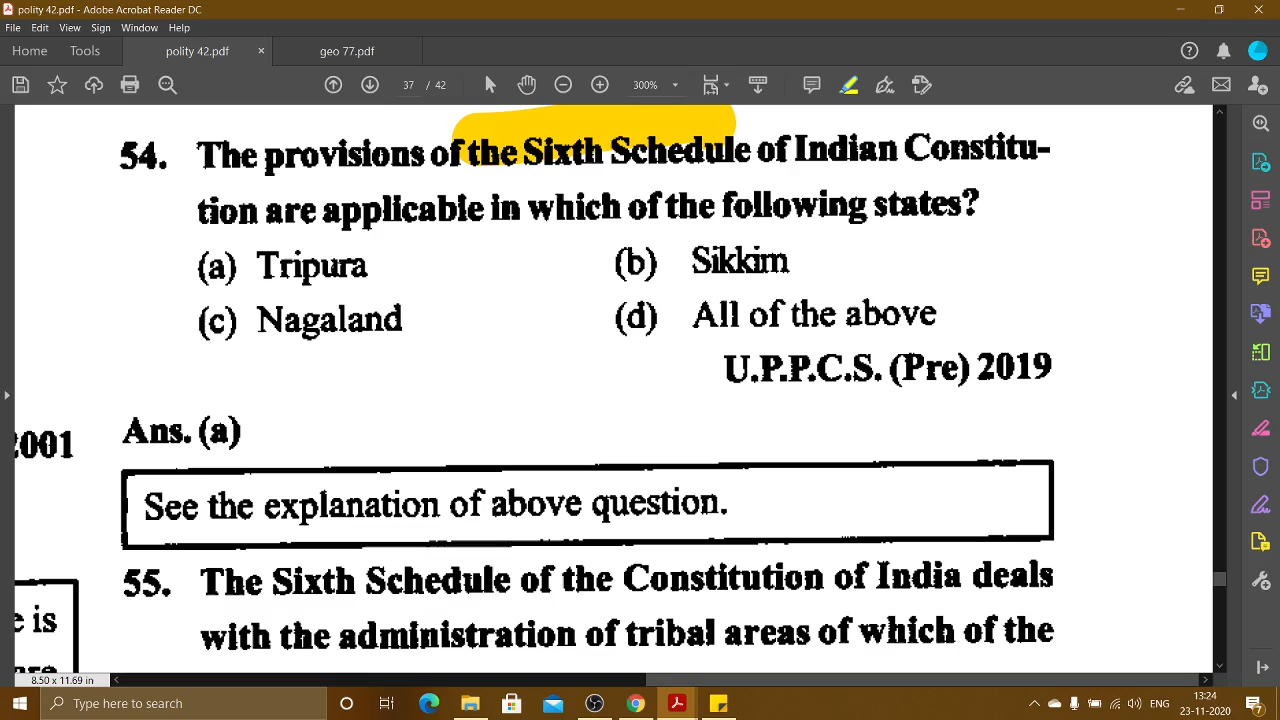 polity 42.pdf - Adobe Acrobat Reader DC
File Edit View Sign Window Help
Home Tools polity 42.pdf × geo 77.pdf
37 / 42 300%
54. The provisions of the Sixth Schedule of Indian Constitu-
tion are applicable in which of the following states?
(a) Tripura (b) Sikkim
(c) Nagaland (d) All of the above
U.P.P.C.S. (Pre) 2019
2001
Ans. (a)
See the explanation of above question.
55. The Sixth Schedule of the Constitution of India deals
e is
with the administration of tribal areas of which of the
8.50 x 11.69 in
Type here to search
ENG
13:24
23-11-2020
7